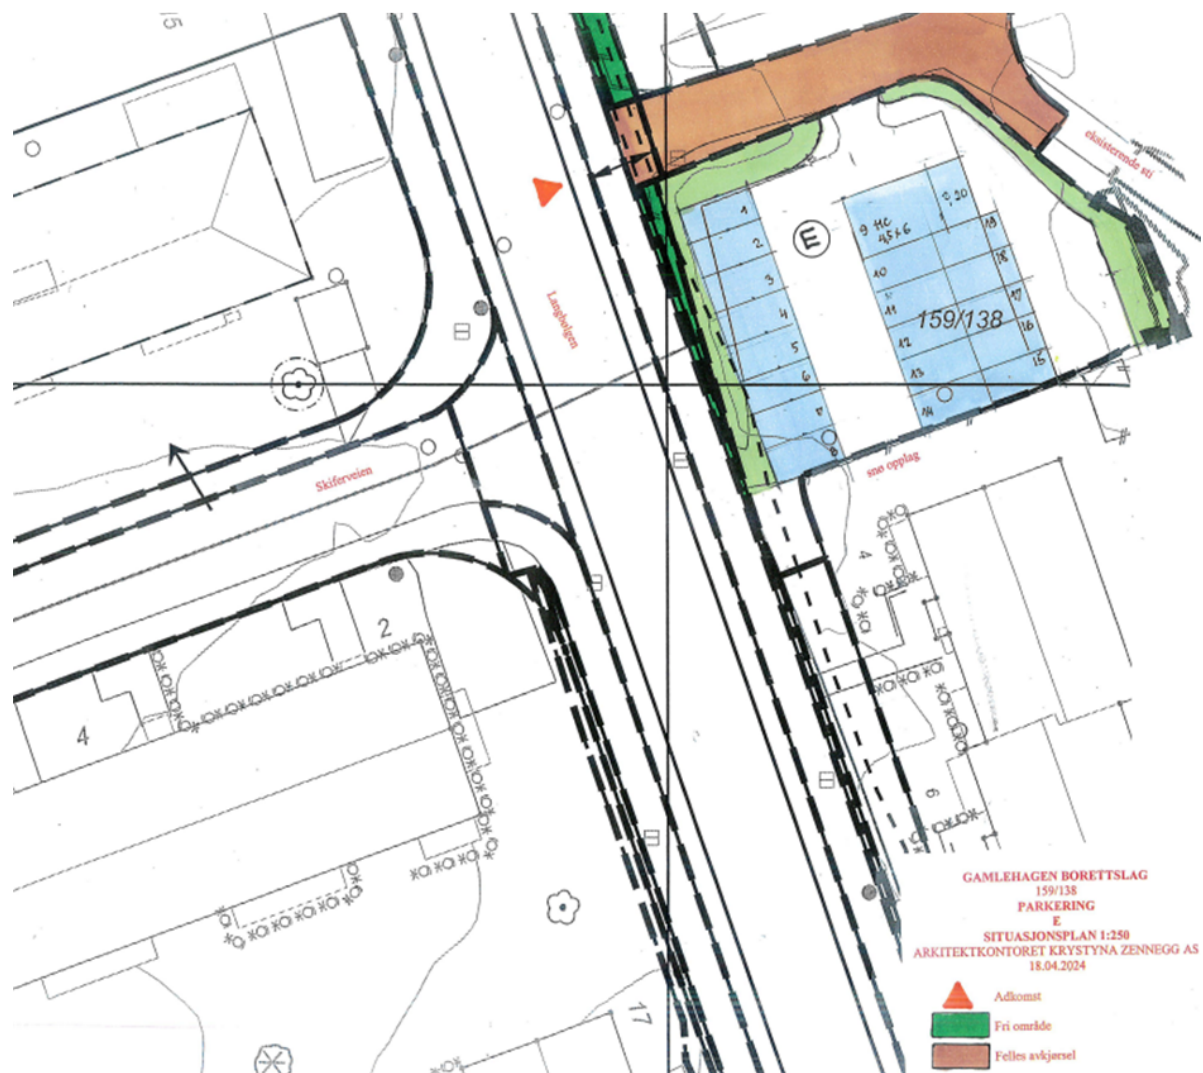 15
eksisterende sti
1
2
3
4
5
6
7
8
E
9 HC
4,5x6
10
11
12
13
14
20
19
18
17
16
15
159/138
Langbølgen
Skiferveien
snø opplag
4
2
4
6
17
GAMLEHAGEN BORETTSLAG
159/138
PARKERING
E
SITUASJONSPLAN 1:250
ARKITEKTKONTORET KRYSTYNA ZENNEGG AS
18.04.2024
Adkomst
Fri område
Felles avkjørsel